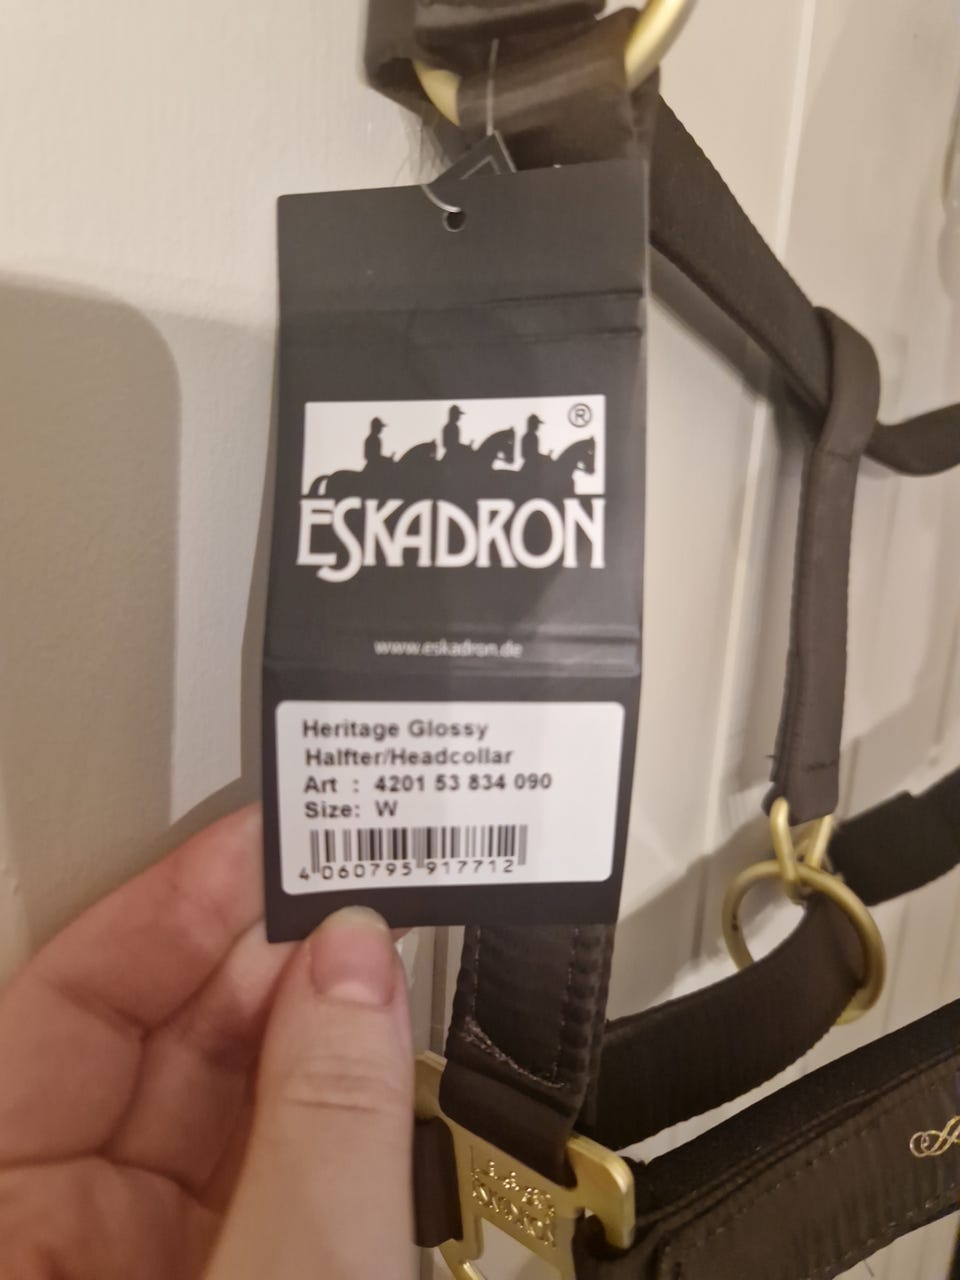 ®
ESKADRON
www.eskadron.de
Heritage Glossy
Halfter/Headcollar
Art : 4201 53 834 090
Size: W
4 060795 917712